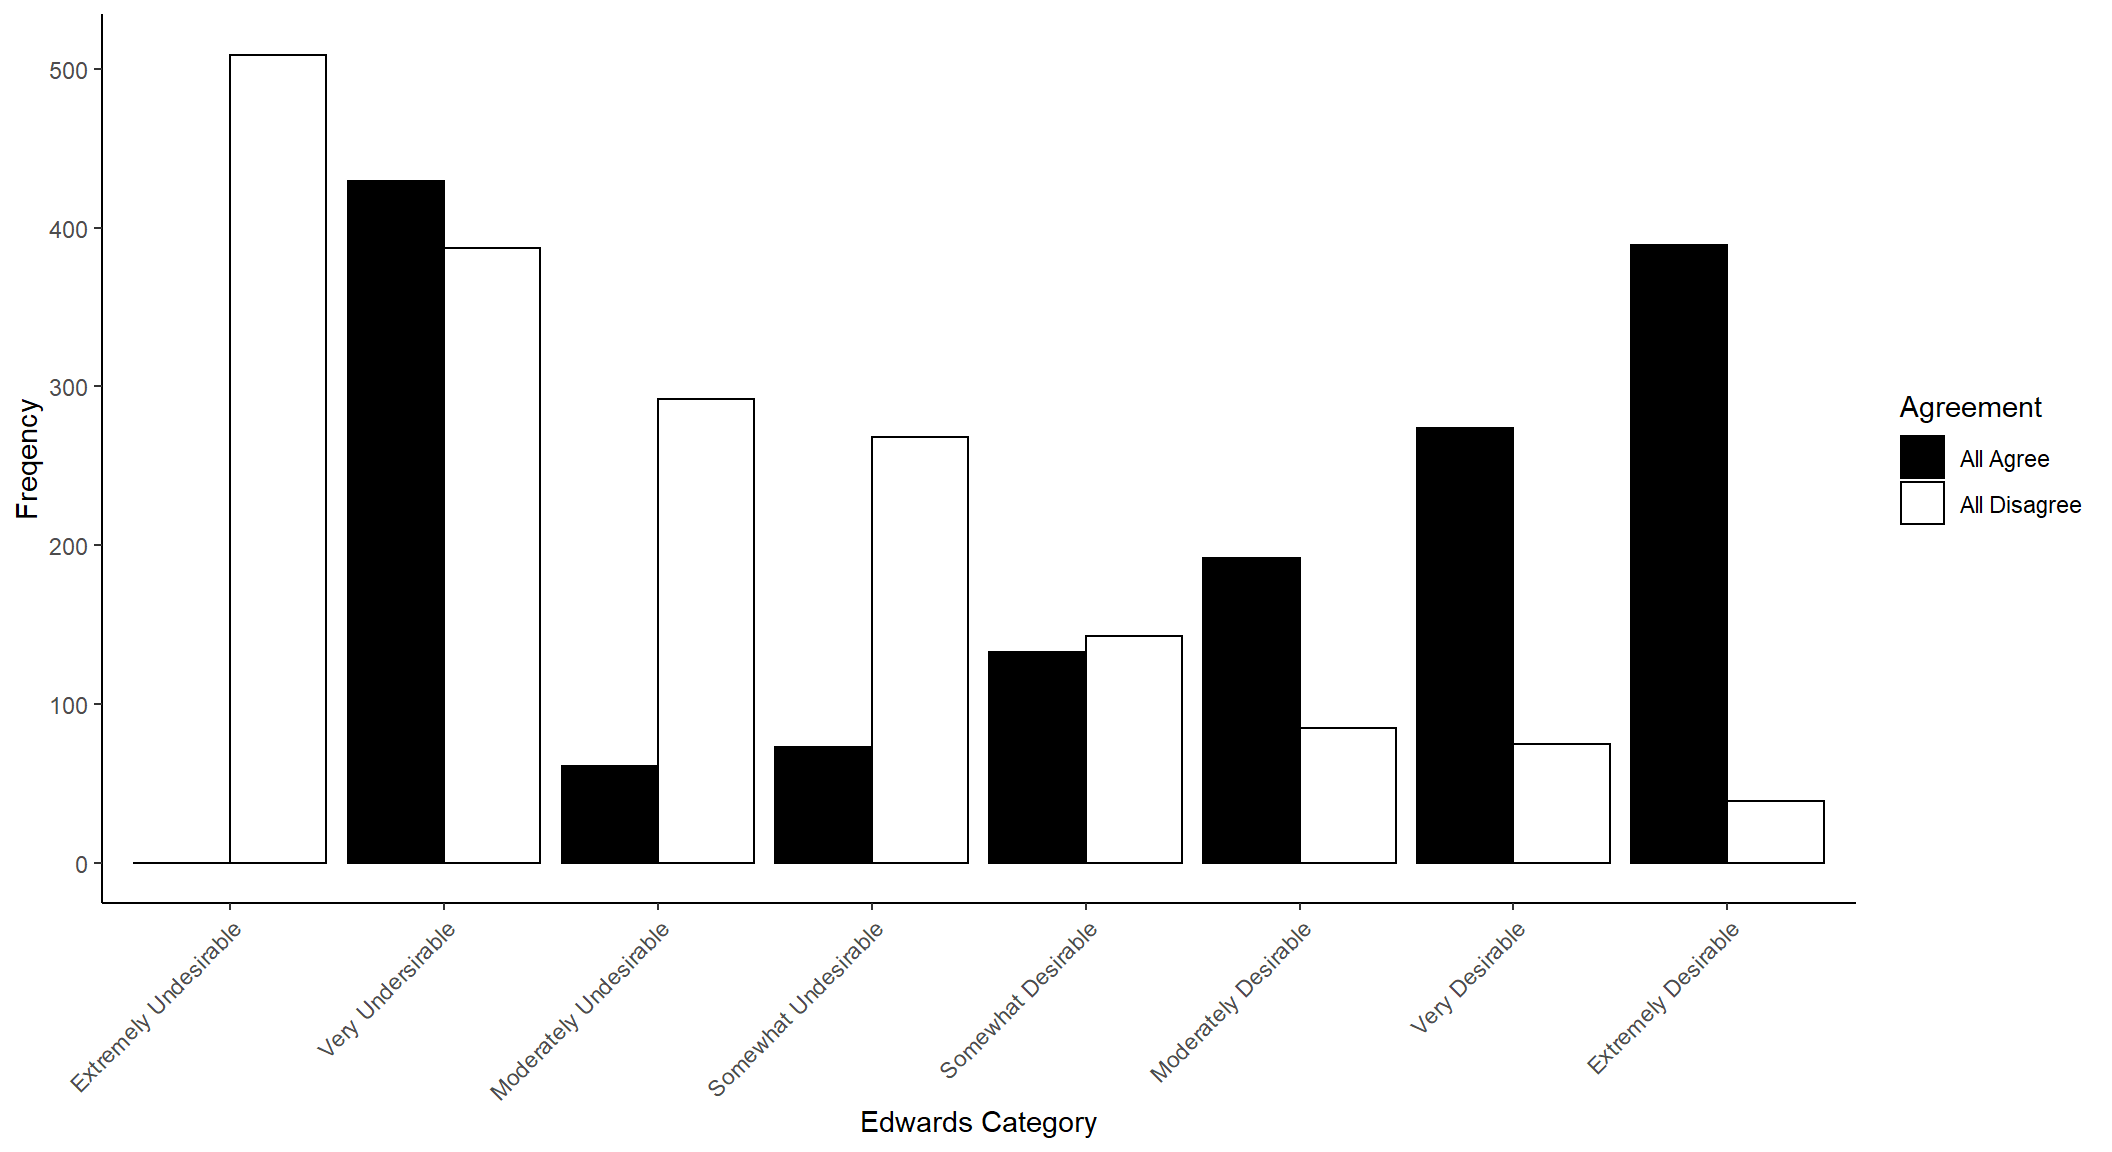 Freqency
500
400
300
200
100
0
Extremely Undesirable
Very Undersirable
Moderately Undesirable
Somewhat Undesirable
Somewhat Desirable
Moderately Desirable
Very Desirable
Extremely Desirable
Edwards Category
Agreement
All Agree
All Disagree